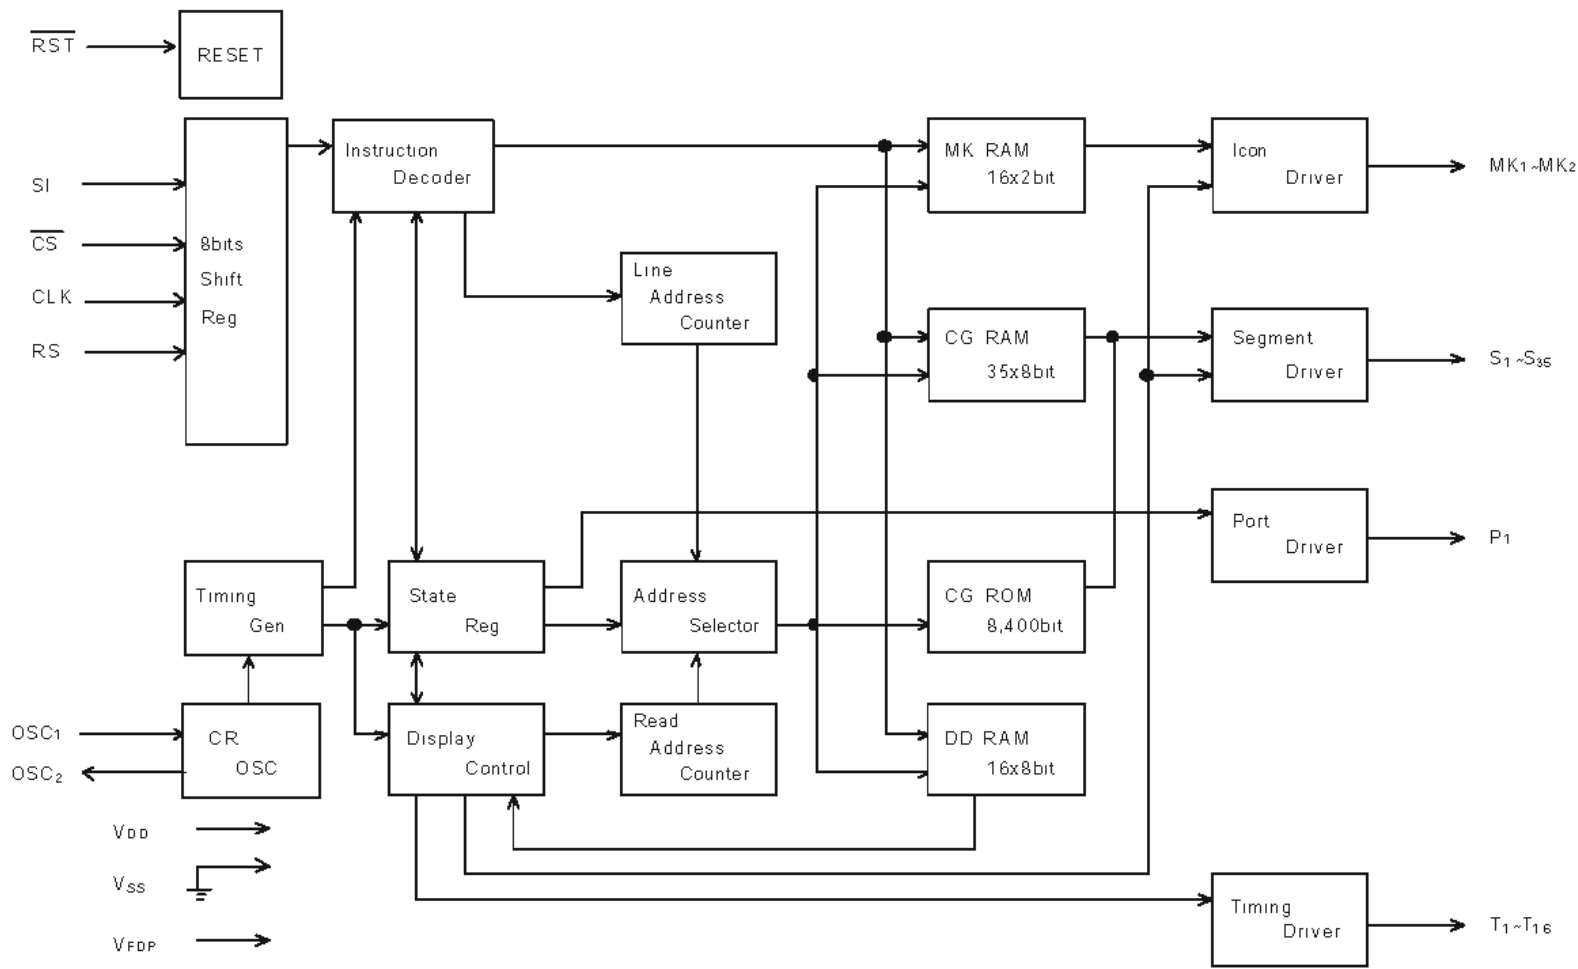 RST
RESET
SI
CS
CLK
RS
8bits
Shift
Reg
Instruction
Decoder
Line
Address
Counter
MK RAM
16x2bit
Icon
Driver
MK1~MK2
CG RAM
35x8bit
Segment
Driver
S1~S35
Port
Driver
P1
Timing
Gen
State
Reg
Address
Selector
CG ROM
8,400bit
OSC1
OSC2
CR
OSC
Display
Control
Read
Address
Counter
DD RAM
16x8bit
VDD
VSS
VFDP
Timing
Driver
T1~T16